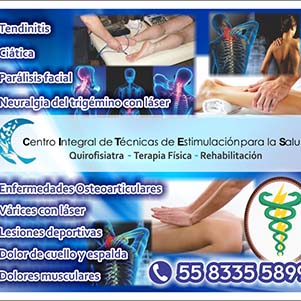 Tendinitis
Ciática
Parálisis facial
Neuralgia del trigémino con láser
Centro Integral de Técnicas de Estimulación para la Salu
Quirofisiatra - Terapia Física - Rehabilitación
Enfermedades Osteoarticulares
Várices con láser
Lesiones deportivas
Dolor de cuello y espalda
Dolores musculares
55 8335 589